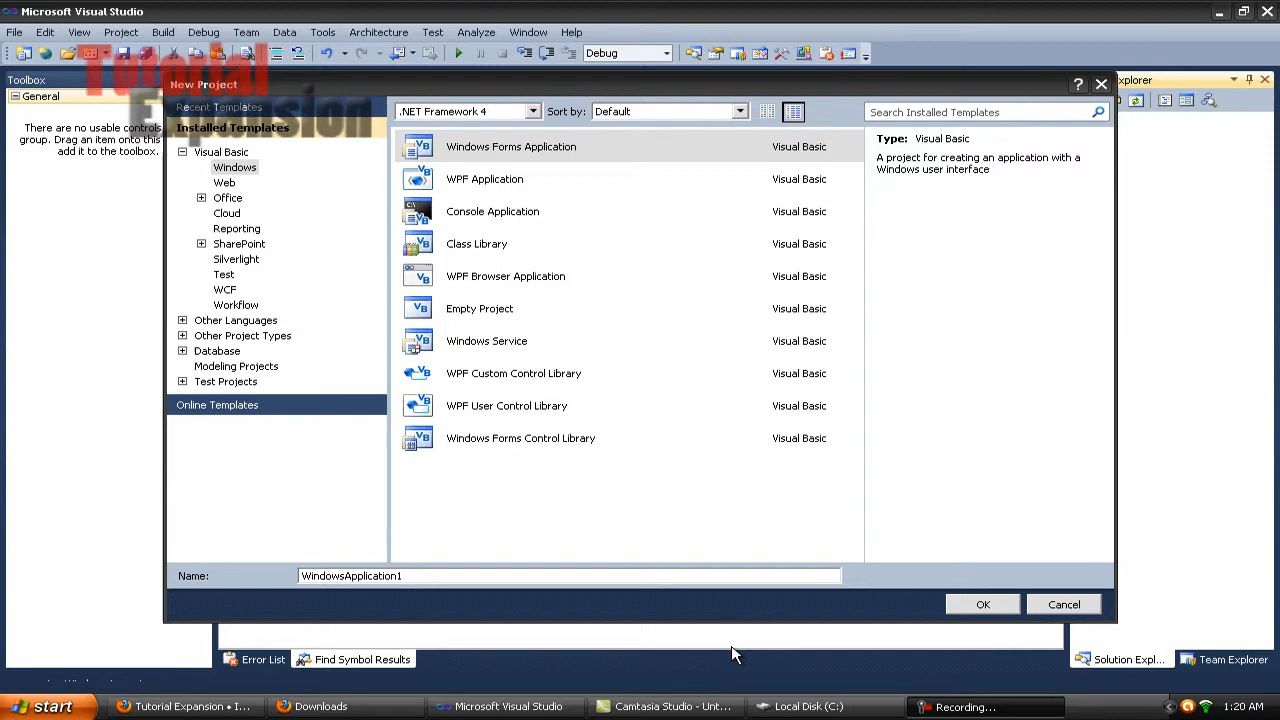 Microsoft Visual Studio
File Edit View Project Build Debug Team Data Tools Architecture Test Analyze Window Help
Debug
Toolbox
General
There are no usable controls
group. Drag an item onto this
add it to the toolbox.
Tutorial
Expansion
New Project
Recent Templates
Installed Templates
.NET Framework 4 Sort by: Default
Search Installed Templates
Visual Basic
Windows
Web
Office
Cloud
Reporting
SharePoint
Silverlight
Test
WCF
Workflow
Other Languages
Other Project Types
Database
Modeling Projects
Test Projects
Online Templates
Windows Forms Application Visual Basic
WPF Application Visual Basic
Console Application Visual Basic
Class Library Visual Basic
WPF Browser Application Visual Basic
Empty Project Visual Basic
Windows Service Visual Basic
WPF Custom Control Library Visual Basic
WPF User Control Library Visual Basic
Windows Forms Control Library Visual Basic
Type: Visual Basic
A project for creating an application with a
Windows user interface
Name: WindowsApplication1
OK Cancel
xplorer
Error List Find Symbol Results
Solution Expl... Team Explorer
start Tutorial Expansion • I... Downloads Microsoft Visual Studio Camtasia Studio - Unt... Local Disk (C:) Recording... 1:20 AM